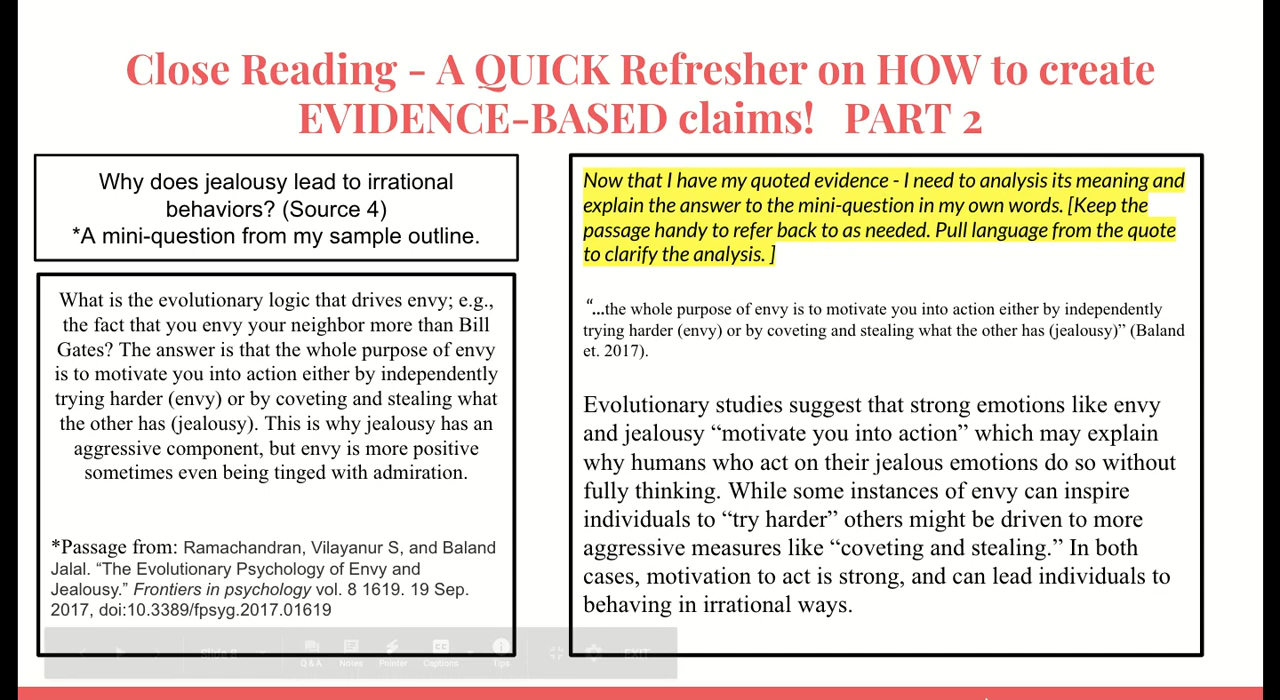 Close Reading - A QUICK Refresher on HOW to create
EVIDENCE-BASED claims! PART 2
Why does jealousy lead to irrational
behaviors? (Source 4)
*A mini-question from my sample outline.
What is the evolutionary logic that drives envy; e.g.,
the fact that you envy your neighbor more than Bill
Gates? The answer is that the whole purpose of envy
is to motivate you into action either by independently
trying harder (envy) or by coveting and stealing what
the other has (jealousy). This is why jealousy has an
aggressive component, but envy is more positive
sometimes even being tinged with admiration.
*Passage from: Ramachandran, Vilayanur S, and Baland
Jalal. “The Evolutionary Psychology of Envy and
Jealousy.” Frontiers in psychology vol. 8 1619. 19 Sep.
2017, doi:10.3389/fpsyg.2017.01619
Now that I have my quoted evidence - I need to analysis its meaning and
explain the answer to the mini-question in my own words. [Keep the
passage handy to refer back to as needed. Pull language from the quote
to clarify the analysis. ]
“...the whole purpose of envy is to motivate you into action either by independently
trying harder (envy) or by coveting and stealing what the other has (jealousy)” (Baland
et. 2017).
Evolutionary studies suggest that strong emotions like envy
and jealousy “motivate you into action” which may explain
why humans who act on their jealous emotions do so without
fully thinking. While some instances of envy can inspire
individuals to “try harder” others might be driven to more
aggressive measures like “coveting and stealing.” In both
cases, motivation to act is strong, and can lead individuals to
behaving in irrational ways.
Slide 8
Q & A Notes Pointer Captions Tips
EXIT